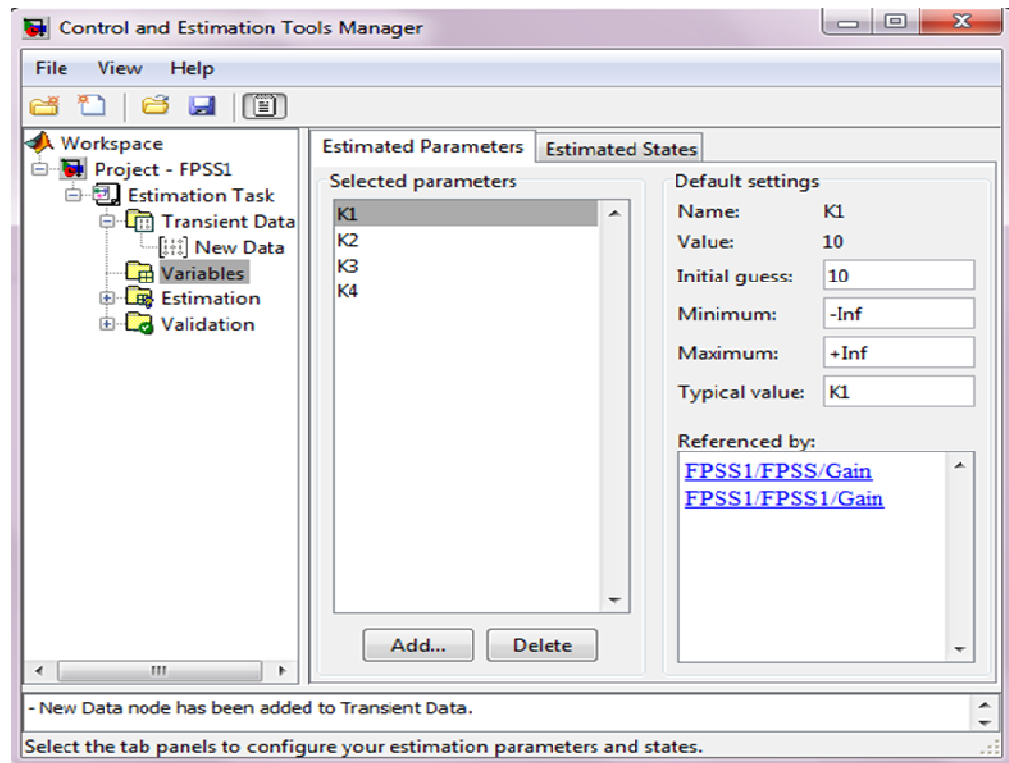 Control and Estimation Tools Manager
File View Help
Workspace
Project - FPSS1
Estimation Task
Transient Data
New Data
Variables
Estimation
Validation
Estimated Parameters Estimated States
Selected parameters
K1
K2
K3
K4
Add... Delete
Default settings
Name: K1
Value: 10
Initial guess: 10
Minimum: -Inf
Maximum: +Inf
Typical value: K1
Referenced by:
FPSS1/FPSS/Gain
FPSS1/FPSS1/Gain
- New Data node has been added to Transient Data.
Select the tab panels to configure your estimation parameters and states.